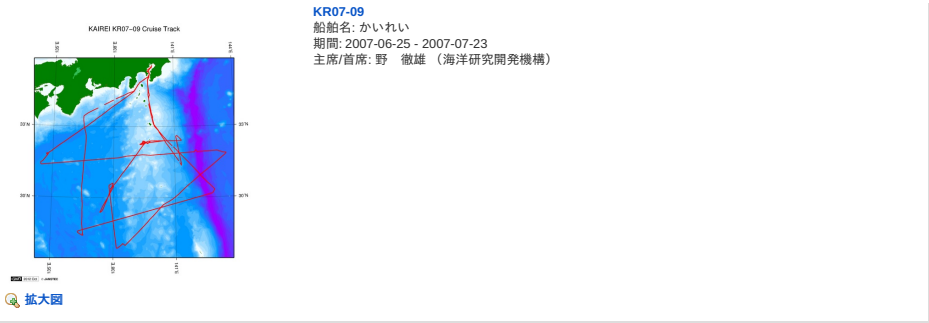 KR07-09
船舶名: かいれい
期間: 2007-06-25 - 2007-07-23
主席/首席: 野　徹雄 （海洋研究開発機構）
KAIREI KR07-09 Cruise Track
拡大図